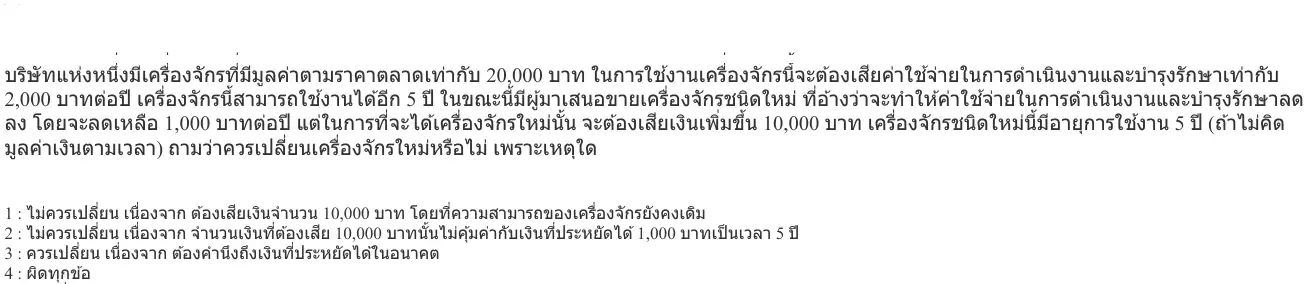 บริษัทแห่งหนึ่งมีเครื่องจักรที่มีมูลค่าตามราคาตลาดเท่ากับ 20,000 บาท ในการใช้งานเครื่องจักรนี้จะต้องเสียค่าใช้จ่ายในการดำเนินงานและบำรุงรักษาเท่ากับ
2,000 บาทต่อปี เครื่องจักรนี้สามารถใช้งานได้อีก 5 ปี ในขณะนี้มีผู้มาเสนอขายเครื่องจักรชนิดใหม่ ที่อ้างว่าจะทำให้ค่าใช้จ่ายในการดำเนินงานและบำรุงรักษาลด
ลง โดยจะลดเหลือ 1,000 บาทต่อปี แต่ในการที่จะได้เครื่องจักรใหม่นั้น จะต้องเสียเงินเพิ่มขึ้น 10,000 บาท เครื่องจักรชนิดใหม่นี้มีอายุการใช้งาน 5 ปี (ถ้าไม่คิด
มูลค่าเงินตามเวลา) ถามว่าควรเปลี่ยนเครื่องจักรใหม่หรือไม่ เพราะเหตุใด
1 : ไม่ควรเปลี่ยน เนื่องจาก ต้องเสียเงินจำนวน 10,000 บาท โดยที่ความสามารถของเครื่องจักรยังคงเดิม
2 : ไม่ควรเปลี่ยน เนื่องจาก จำนวนเงินที่ต้องเสีย 10,000 บาทนั้นไม่คุ้มค่ากับเงินที่ประหยัดได้ 1,000 บาทเป็นเวลา 5 ปี
3 : ควรเปลี่ยน เนื่องจาก ต้องคำนึงถึงเงินที่ประหยัดได้ในอนาคต
4 : ผิดทุกข้อ